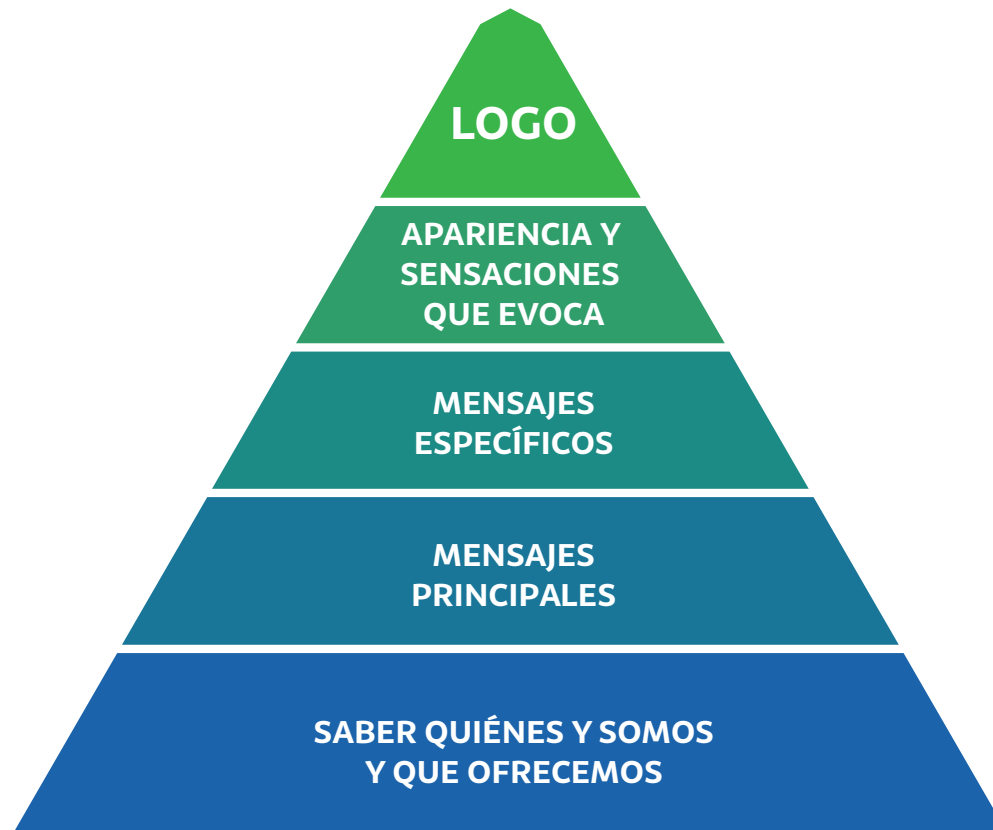 LOGO
APARIENCIA Y
SENSACIONES
QUE EVOCA
MENSAJES
ESPECÍFICOS
MENSAJES
PRINCIPALES
SABER QUIÉNES Y SOMOS
Y QUE OFRECEMOS